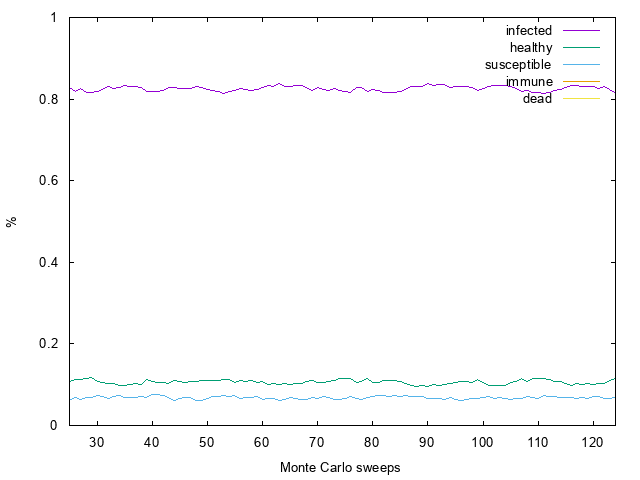 1
0.8
0.6
0.4
0.2
0
%
infected
healthy
susceptible
immune
dead
30 40 50 60 70 80 90 100 110 120
Monte Carlo sweeps